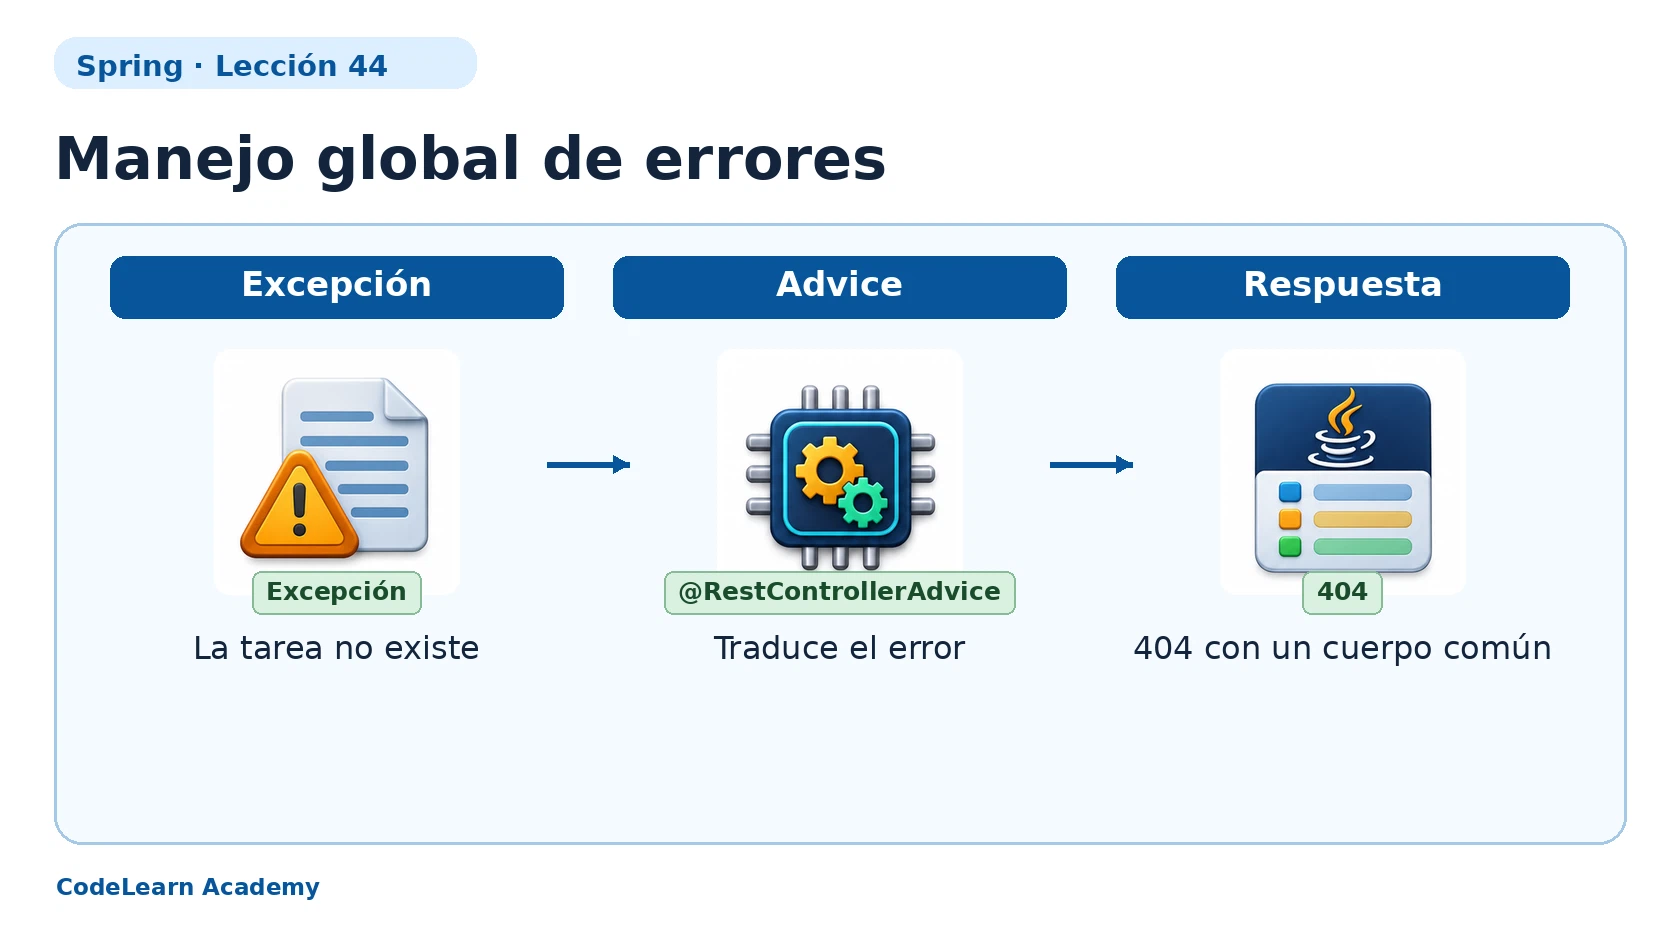 Spring · Lección 44
Manejo global de errores
Excepción
Advice
Respuesta
Excepción
@RestControllerAdvice
404
La tarea no existe
Traduce el error
404 con un cuerpo común
CodeLearn Academy